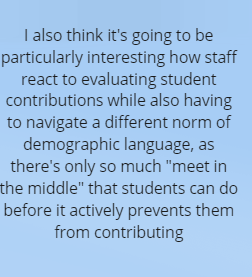 I also think it's going to be
particularly interesting how staff
react to evaluating student
contributions while also having
to navigate a different norm of
demographic language, as
there's only so much "meet in
the middle" that students can do
before it actively prevents them
from contributing